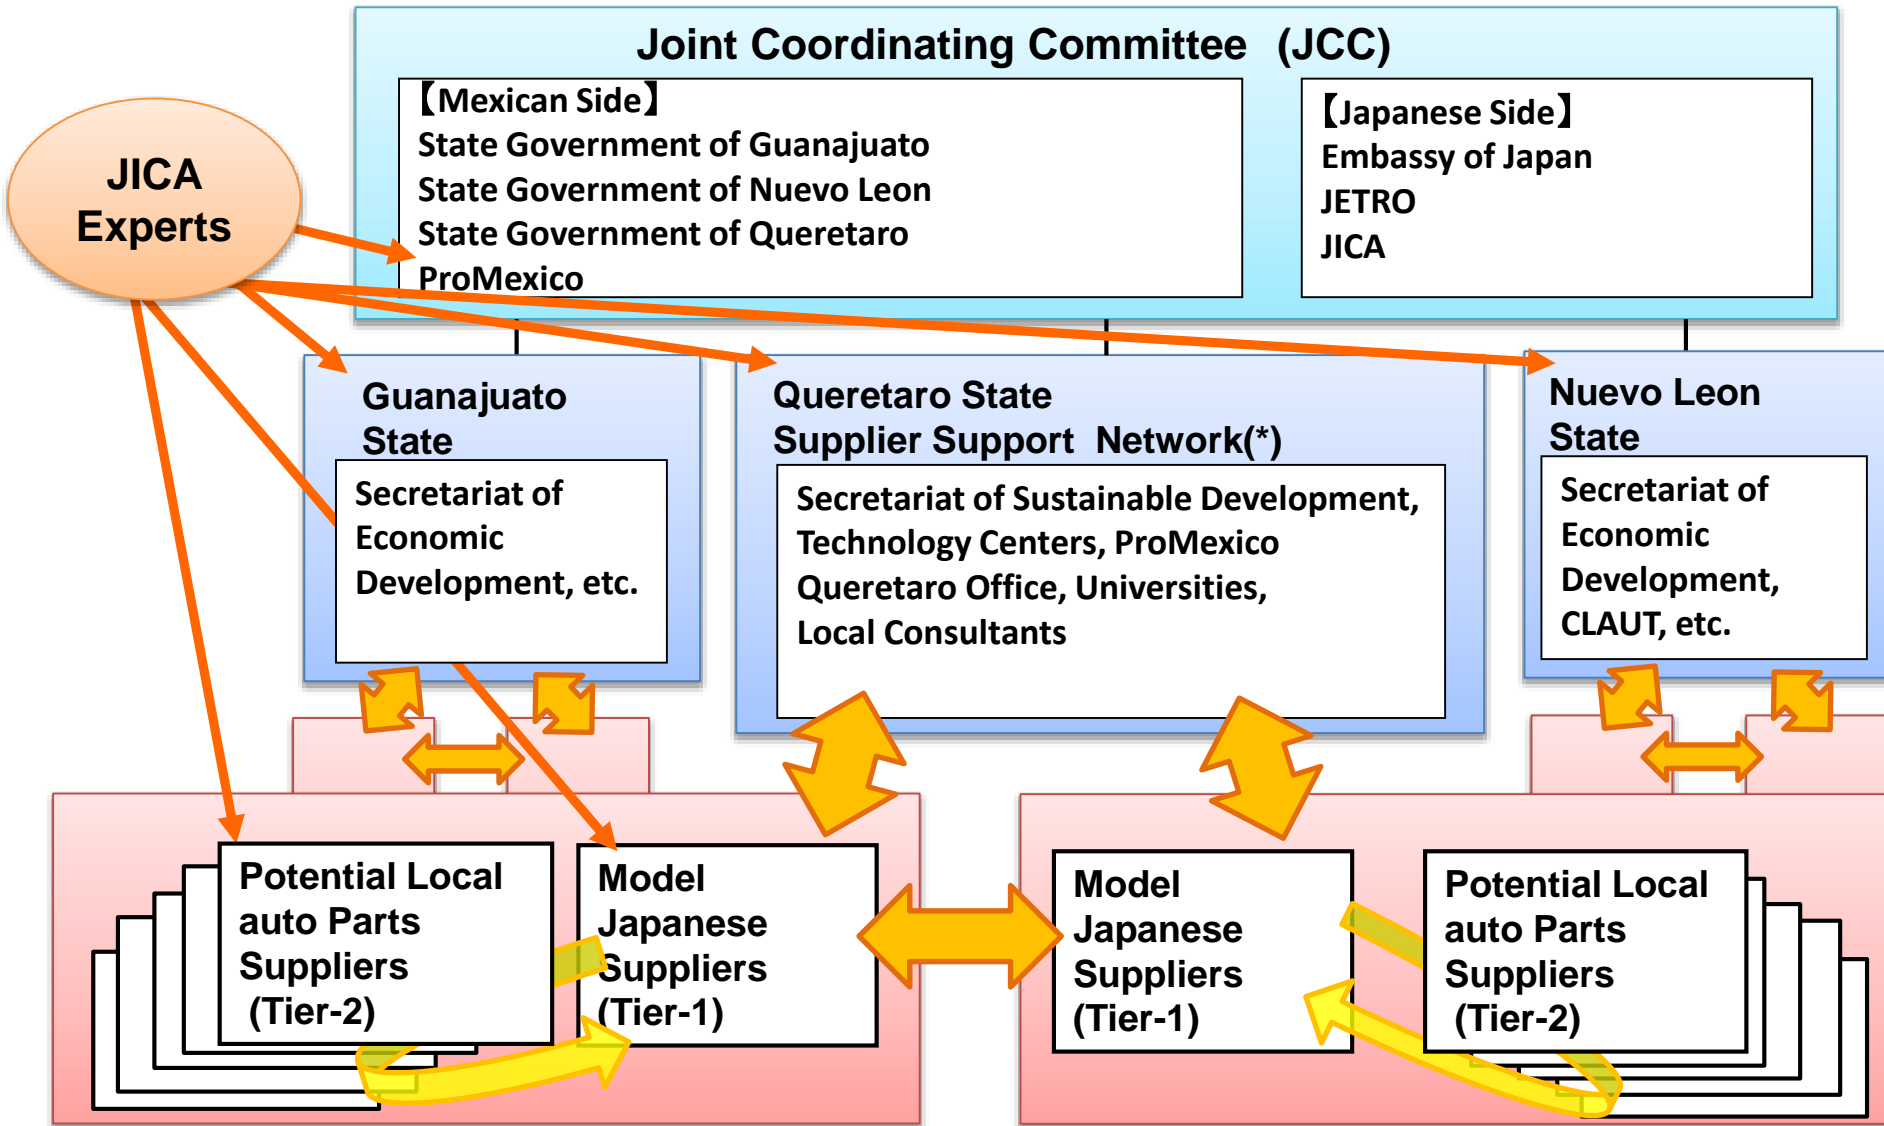 Joint Coordinating Committee (JCC)
【Mexican Side】
State Government of Guanajuato
State Government of Nuevo Leon
State Government of Queretaro
ProMexico
【Japanese Side】
Embassy of Japan
JETRO
JICA
JICA
Experts
Guanajuato
State
Secretariat of
Economic
Development, etc.
Queretaro State
Supplier Support Network(*)
Secretariat of Sustainable Development,
Technology Centers, ProMexico
Queretaro Office, Universities,
Local Consultants
Nuevo Leon
State
Secretariat of
Economic
Development,
CLAUT, etc.
Potential Local
auto Parts
Suppliers
(Tier-2)
Model
Japanese
Suppliers
(Tier-1)
Model
Japanese
Suppliers
(Tier-1)
Potential Local
auto Parts
Suppliers
(Tier-2)